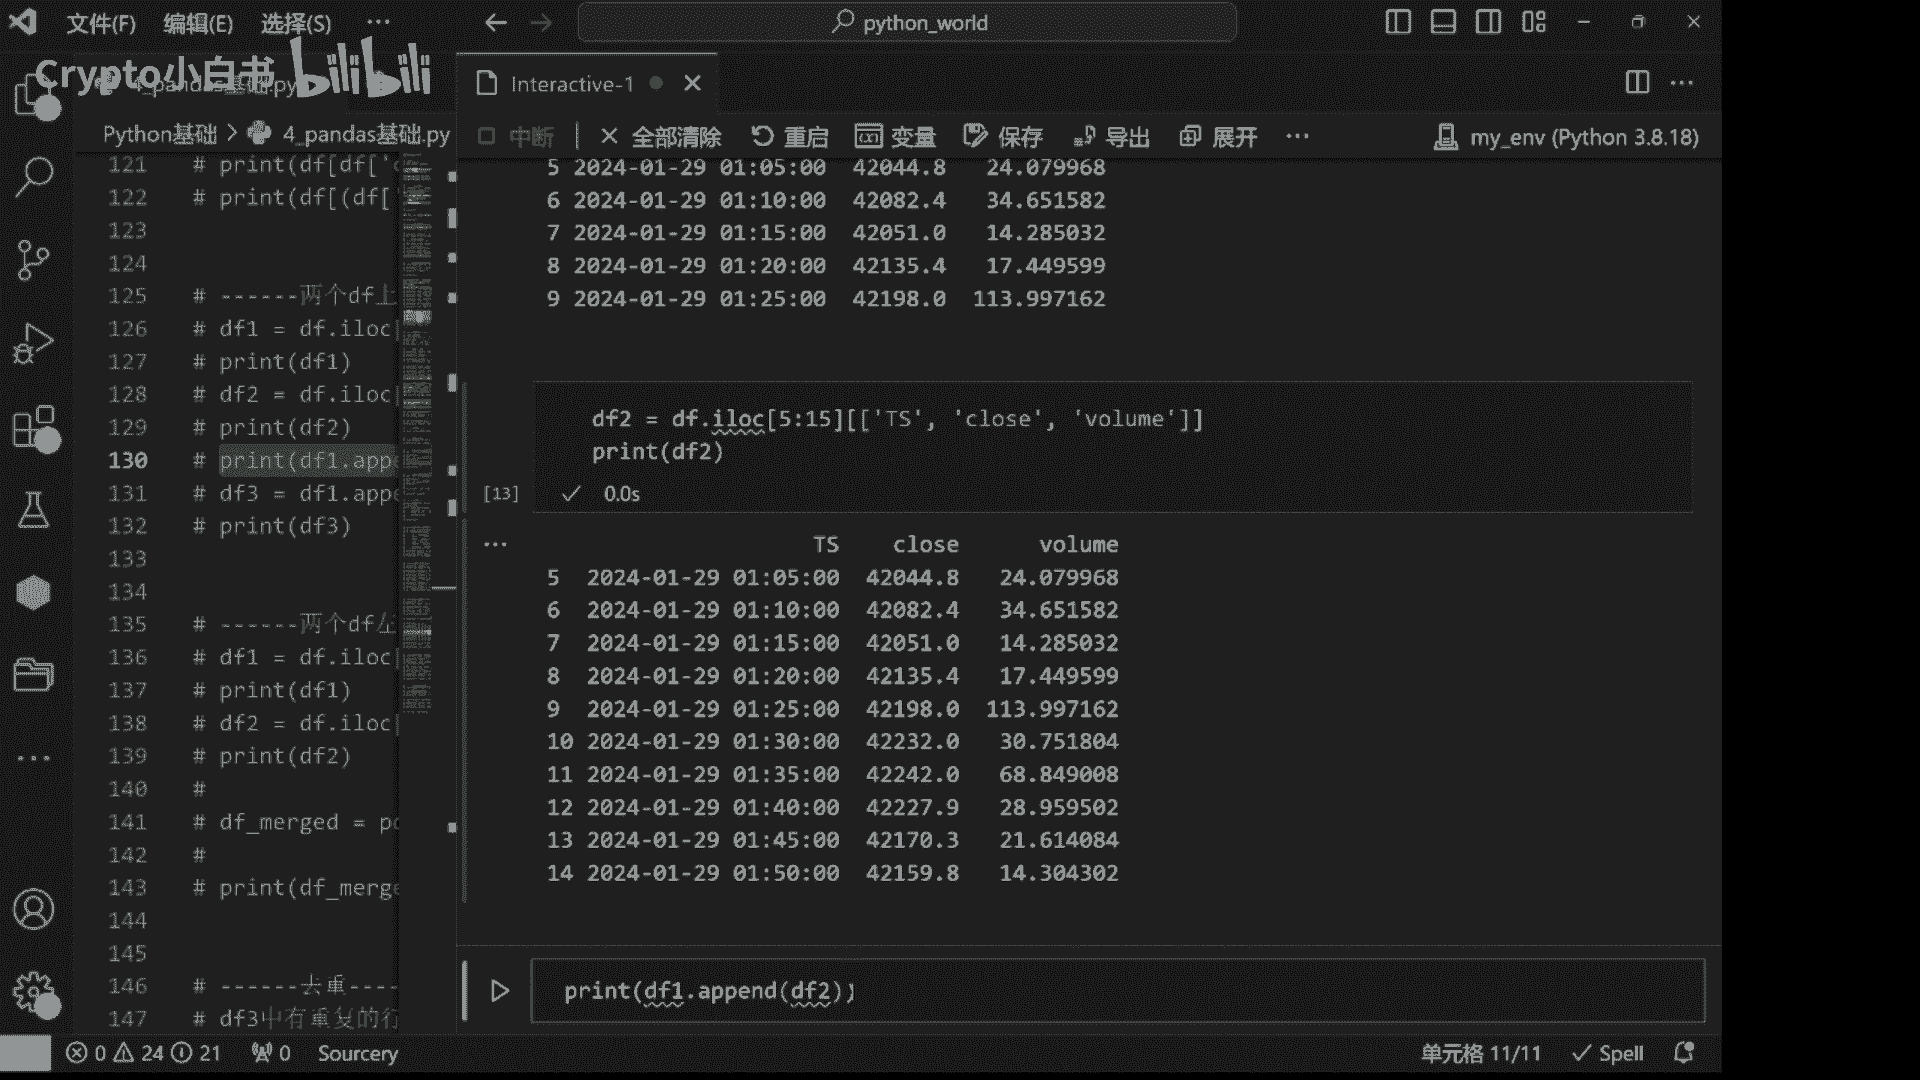 文件(F) 编辑(E) 选择(S) ··· python_world
Crypto小白书 bilibili
Interactive-1
Python基础 > 4_pandas基础.py
中断 全部清除 重启 变量 保存 导出 展开 ··· my_env (Python 3.8.18)
121 # print(df[df['
122 # print(df[(df[
123
124
125 # ------两个df上
126 # df1 = df.iloc
127 # print(df1)
128 # df2 = df.iloc
129 # print(df2)
130 # print(df1.appe
131 # df3 = df1.appe
132 # print(df3)
133
134
135 # ------两个df左
136 # df1 = df.iloc
137 # print(df1)
138 # df2 = df.iloc
139 # print(df2)
140 #
141 # df_merged = pd
142 #
143 # print(df_merge
144
145
146 # ------去重----
147 # df3中有重复的行
5 2024-01-29 01:05:00 42044.8 24.079968
6 2024-01-29 01:10:00 42082.4 34.651582
7 2024-01-29 01:15:00 42051.0 14.285032
8 2024-01-29 01:20:00 42135.4 17.449599
9 2024-01-29 01:25:00 42198.0 113.997162
df2 = df.iloc[5:15][['TS', 'close', 'volume']]
print(df2)
[13] ✓ 0.0s
··· TS close volume
5 2024-01-29 01:05:00 42044.8 24.079968
6 2024-01-29 01:10:00 42082.4 34.651582
7 2024-01-29 01:15:00 42051.0 14.285032
8 2024-01-29 01:20:00 42135.4 17.449599
9 2024-01-29 01:25:00 42198.0 113.997162
10 2024-01-29 01:30:00 42232.0 30.751804
11 2024-01-29 01:35:00 42242.0 68.849008
12 2024-01-29 01:40:00 42227.9 28.959502
13 2024-01-29 01:45:00 42170.3 21.614084
14 2024-01-29 01:50:00 42159.8 14.304302
print(df1.append(df2))
0 24 21 0 Sourcery 单元格 11/11 ✓ Spell